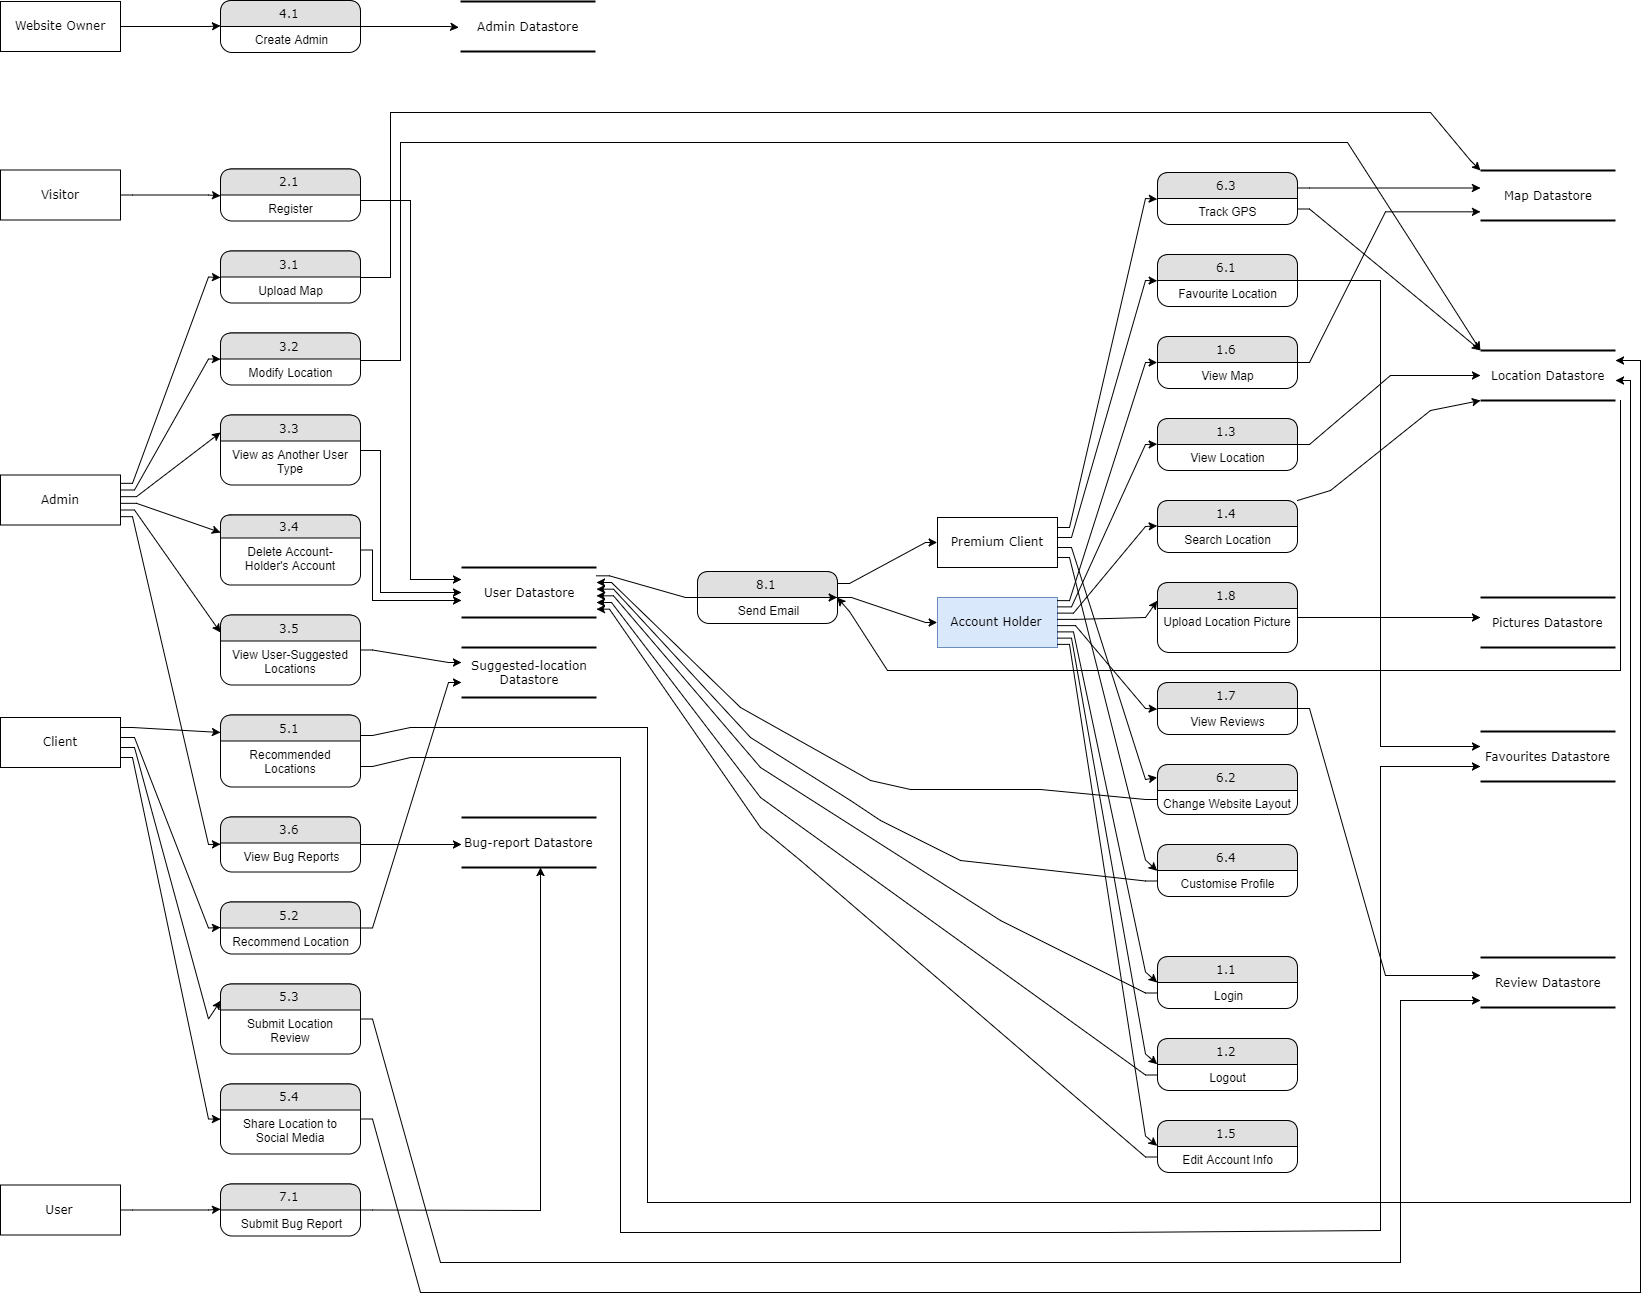 Website Owner
4.1
Create Admin
Admin Datastore
Visitor
2.1
Register
3.1
Upload Map
3.2
Modify Location
3.3
View as Another User
Type
Admin
3.4
Delete Account-
Holder's Account
3.5
View User-Suggested
Locations
Client
5.1
Recommended
Locations
3.6
View Bug Reports
5.2
Recommend Location
5.3
Submit Location
Review
5.4
Share Location to
Social Media
User
7.1
Submit Bug Report
User Datastore
Suggested-location
Datastore
Bug-report Datastore
8.1
Send Email
Premium Client
Account Holder
6.3
Track GPS
6.1
Favourite Location
1.6
View Map
1.3
View Location
1.4
Search Location
1.8
Upload Location Picture
1.7
View Reviews
6.2
Change Website Layout
6.4
Customise Profile
1.1
Login
1.2
Logout
1.5
Edit Account Info
Map Datastore
Location Datastore
Pictures Datastore
Favourites Datastore
Review Datastore